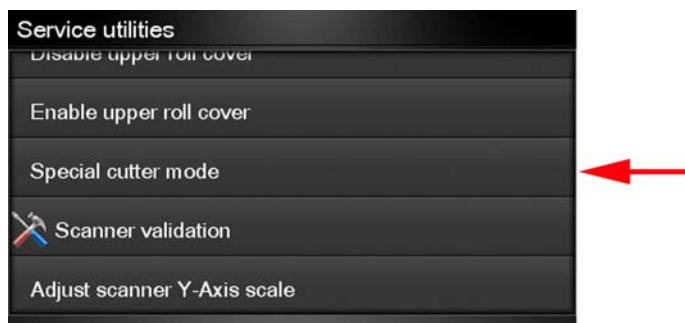 Service utilities
Disable upper roll cover
Enable upper roll cover
Special cutter mode
Scanner validation
Adjust scanner Y-Axis scale